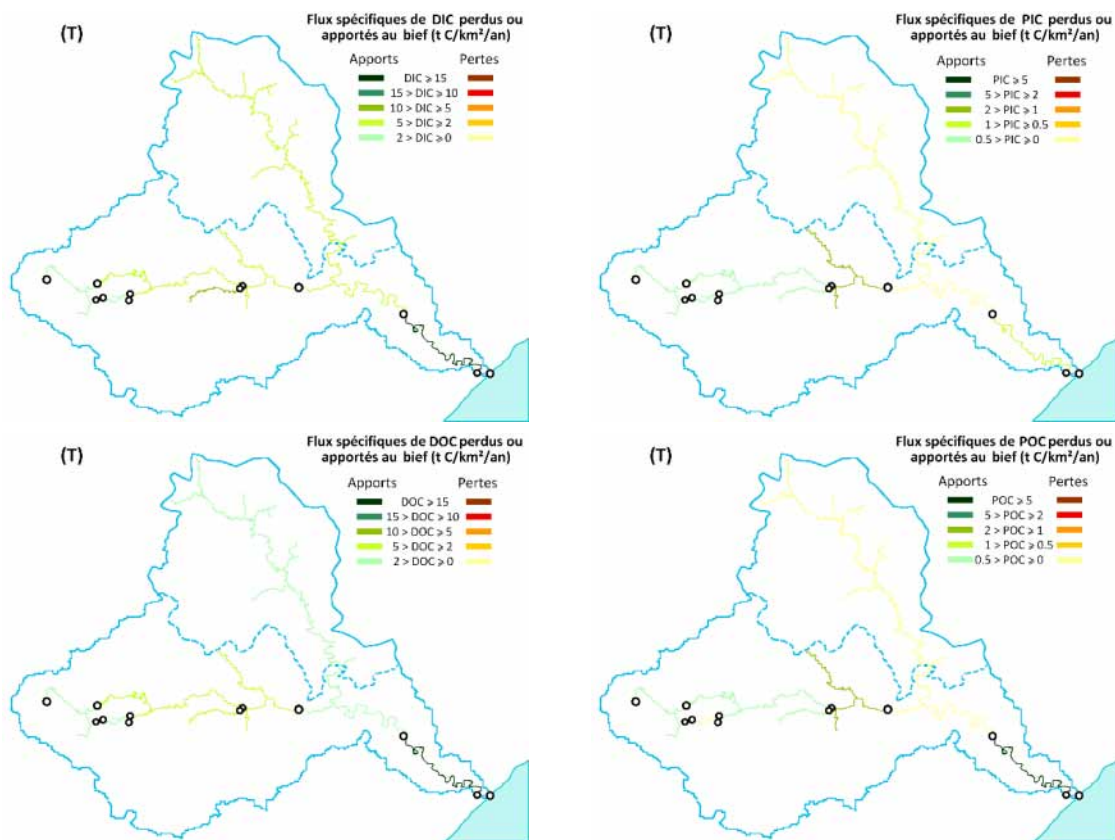 (T)
Flux spécifiques de DIC perdus ou
apportés au bief (t C/km²/an)
Apports Pertes
DIC ⩾ 15
15 > DIC ⩾ 10
10 > DIC ⩾ 5
5 > DIC ⩾ 2
2 > DIC ⩾ 0
(T)
Flux spécifiques de PIC perdus ou
apportés au bief (t C/km²/an)
Apports Pertes
PIC ⩾ 5
5 > PIC ⩾ 2
2 > PIC ⩾ 1
1 > PIC ⩾ 0.5
0.5 > PIC ⩾ 0
(T)
Flux spécifiques de DOC perdus ou
apportés au bief (t C/km²/an)
Apports Pertes
DOC ⩾ 15
15 > DOC ⩾ 10
10 > DOC ⩾ 5
5 > DOC ⩾ 2
2 > DOC ⩾ 0
(T)
Flux spécifiques de POC perdus ou
apportés au bief (t C/km²/an)
Apports Pertes
POC ⩾ 5
5 > POC ⩾ 2
2 > POC ⩾ 1
1 > POC ⩾ 0.5
0.5 > POC ⩾ 0